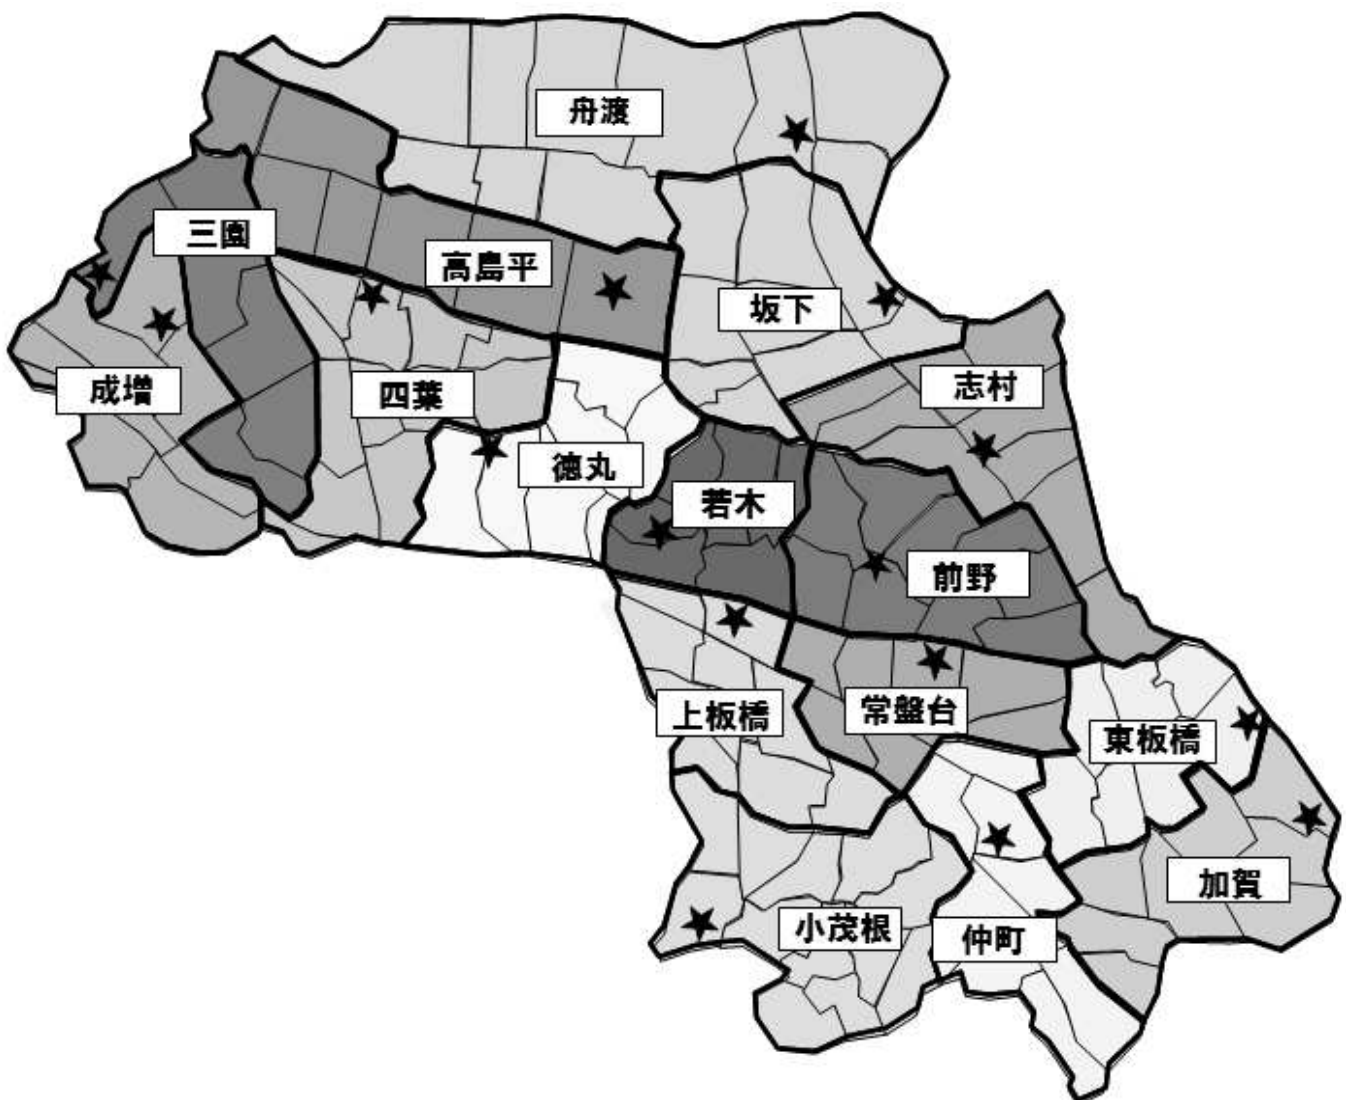 舟渡
三園
高島平
坂下
成増
四葉
志村
徳丸
若木
前野
上板橋
常盤台
東板橋
加賀
小茂根
仲町